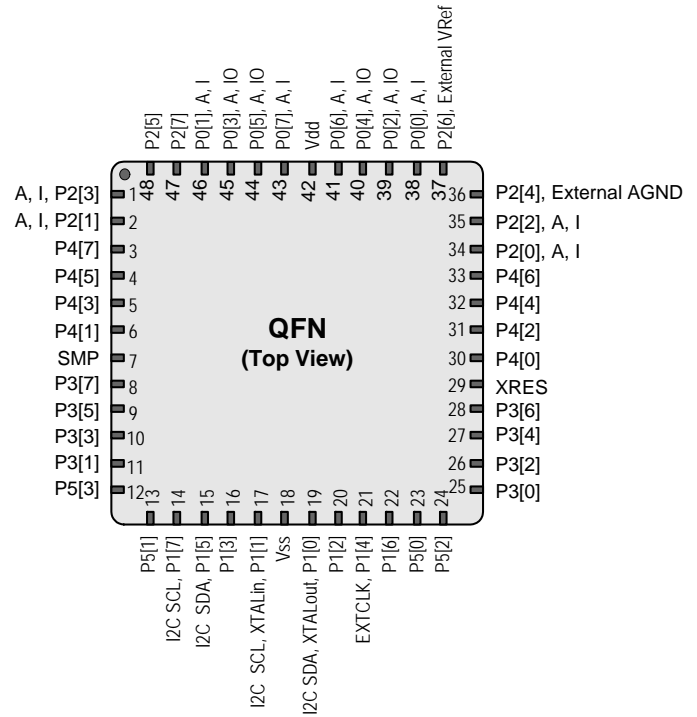 P2[5]
P2[7]
P0[1], A, I
P0[3], A, IO
P0[5], A, IO
P0[7], A, I
Vdd
P0[6], A, I
P0[4], A, IO
P0[2], A, IO
P0[0], A, I
P2[6], External VRef
48
47
46
45
44
43
42
41
40
39
38
37
A, I, P2[3] 1
A, I, P2[1] 2
P4[7] 3
P4[5] 4
P4[3] 5
P4[1] 6
SMP 7
P3[7] 8
P3[5] 9
P3[3] 10
P3[1] 11
P5[3] 12
QFN
(Top View)
36 P2[4], External AGND
35 P2[2], A, I
34 P2[0], A, I
33 P4[6]
32 P4[4]
31 P4[2]
30 P4[0]
29 XRES
28 P3[6]
27 P3[4]
26 P3[2]
25 P3[0]
13
14
15
16
17
18
19
20
21
22
23
24
P5[1]
I2C SCL, P1[7]
I2C SDA, P1[5]
P1[3]
I2C SCL, XTALin, P1[1]
Vss
I2C SDA, XTALout, P1[0]
P1[2]
EXTCLK, P1[4]
P1[6]
P5[0]
P5[2]